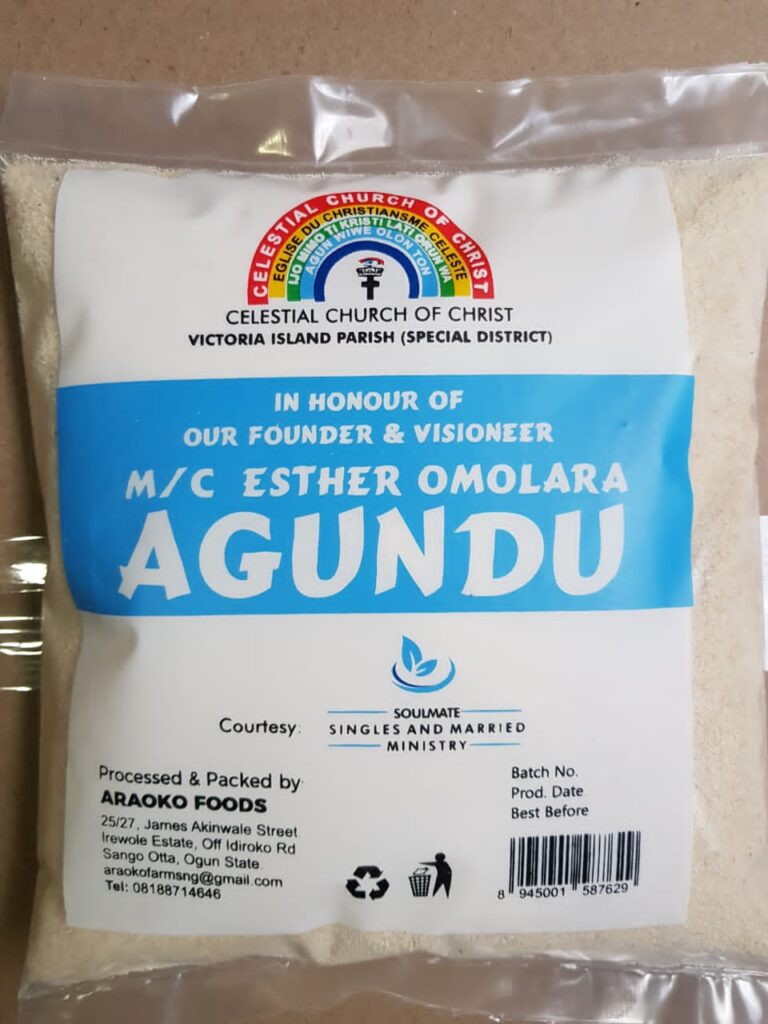 CELESTIAL CHURCH OF CHRIST
EGLISE DU CHRISTIANSME CELESTE
IJO MIMO TI KRISTI LATI ORUN WA
AGUN WIWE OLON TON
CELESTIAL CHURCH OF CHRIST
VICTORIA ISLAND PARISH (SPECIAL DISTRICT)
IN HONOUR OF
OUR FOUNDER & VISIONEER
M/C ESTHER OMOLARA
AGUNDU
Courtesy:
SOULMATE
SINGLES AND MARRIED
MINISTRY
Processed & Packed by
ARAOKO FOODS
25/27, James Akinwale Street
Irewole Estate, Off Idiroko Rd
Sango Otta, Ogun State.
araokofarmsng@gmail.com
Tel: 08188714646
Batch No.
Prod. Date
Best Before
8 945001 587629